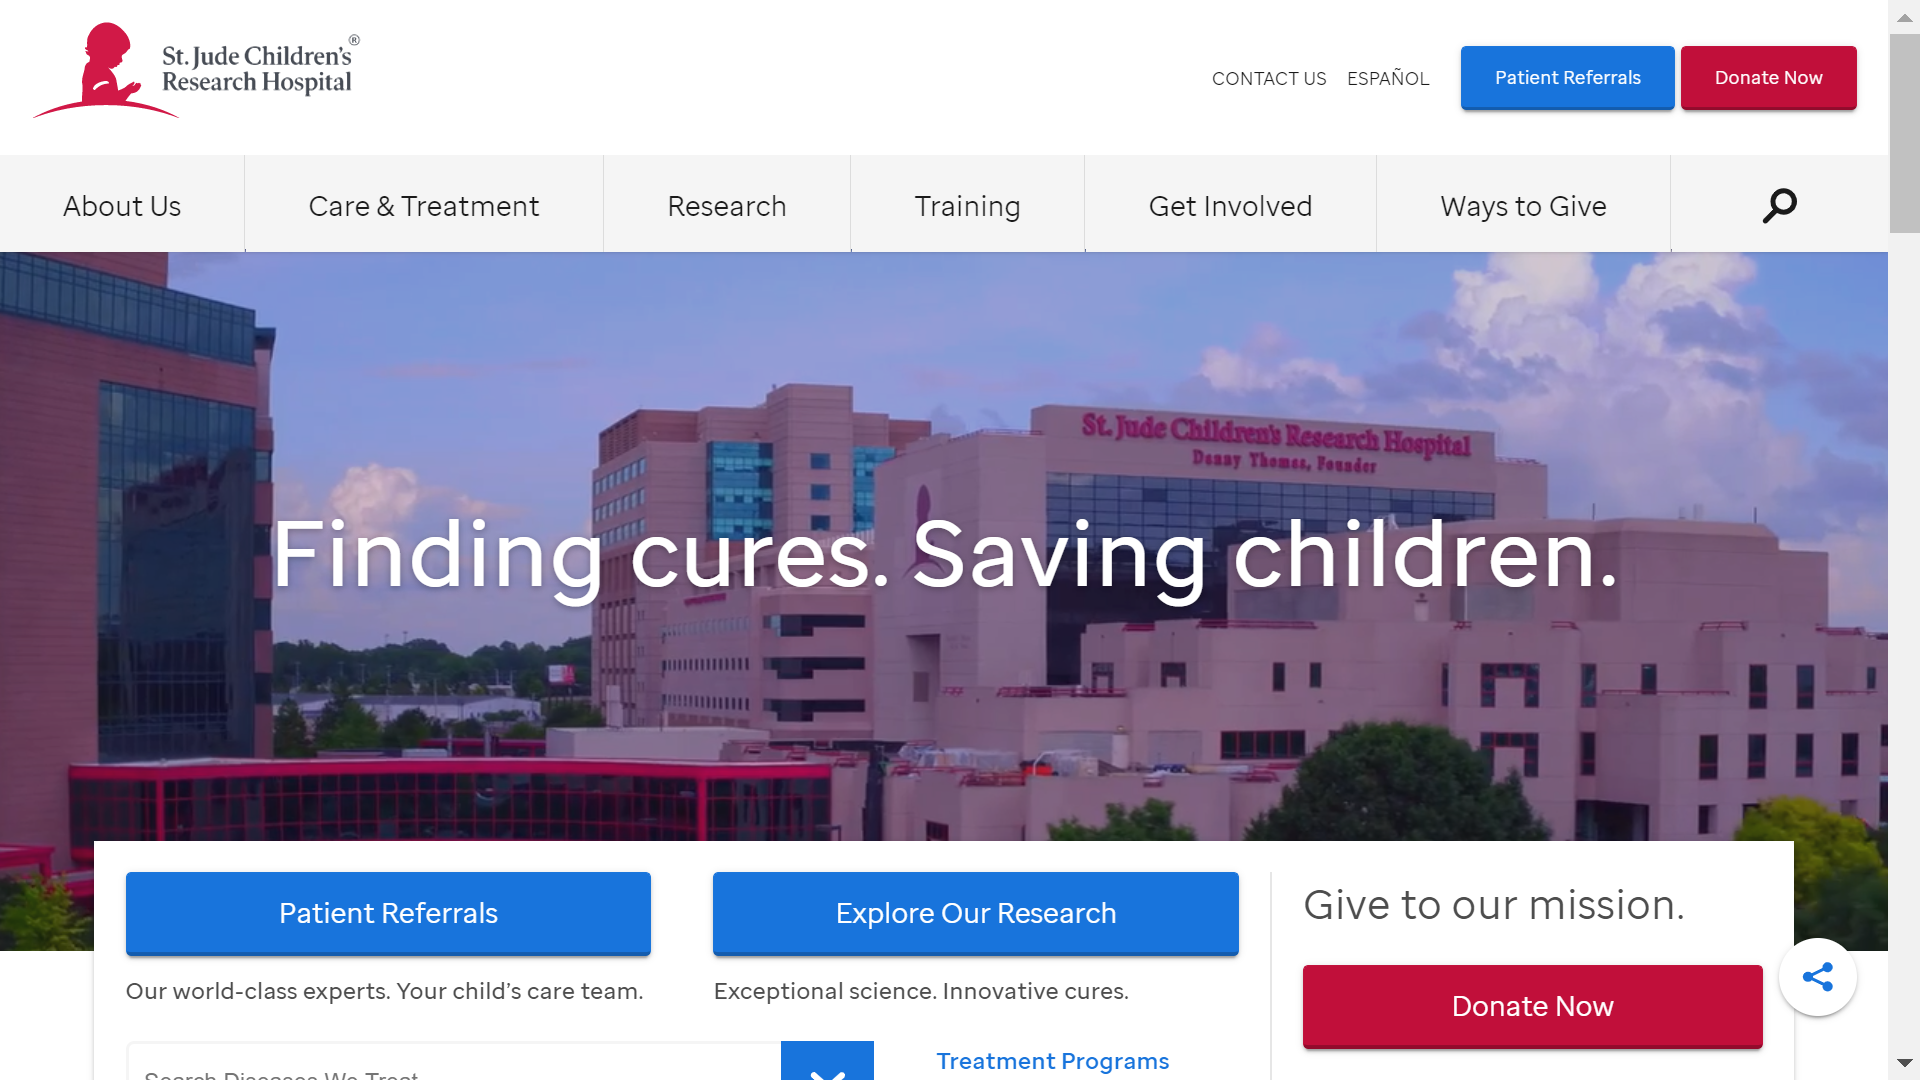 St. Jude Children's®
Research Hospital
CONTACT US
ESPAÑOL
Patient Referrals
Donate Now
About Us
Care & Treatment
Research
Training
Get Involved
Ways to Give
St. Jude Children's Research Hospital
Danny Thomas, Founder
Finding cures. Saving children.
Patient Referrals
Our world-class experts. Your child’s care team.
Explore Our Research
Exceptional science. Innovative cures.
Give to our mission.
Donate Now
Search Diseases We Treat
Treatment Programs